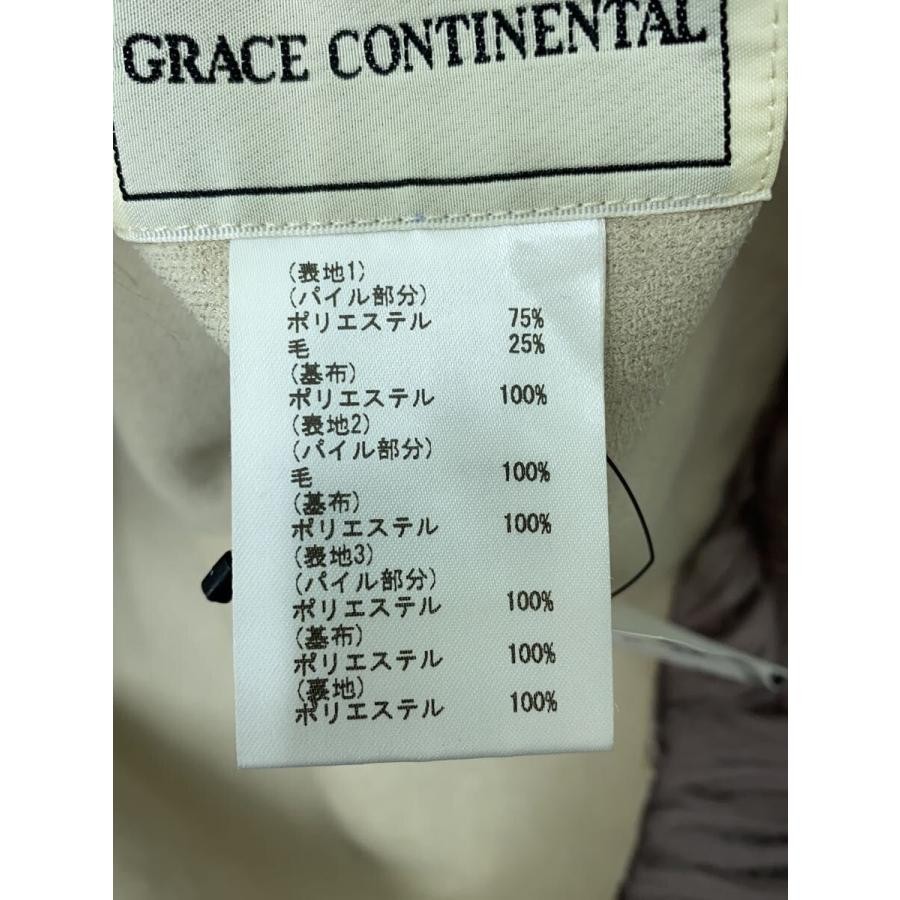 GRACE CONTINENTAL
(表地1)
(パイル部分)
ポリエステル 75%
毛 25%
(基布)
ポリエステル 100%
(表地2)
(パイル部分)
毛 100%
(基布)
ポリエステル 100%
(表地3)
(パイル部分)
ポリエステル 100%
(基布)
ポリエステル 100%
(裏地)
ポリエステル 100%